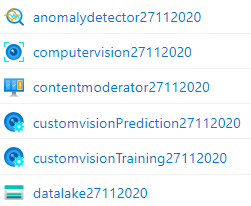 anomalydetector27112020
computervision27112020
contentmoderator27112020
customvisionPrediction27112020
customvisionTraining27112020
datalake27112020